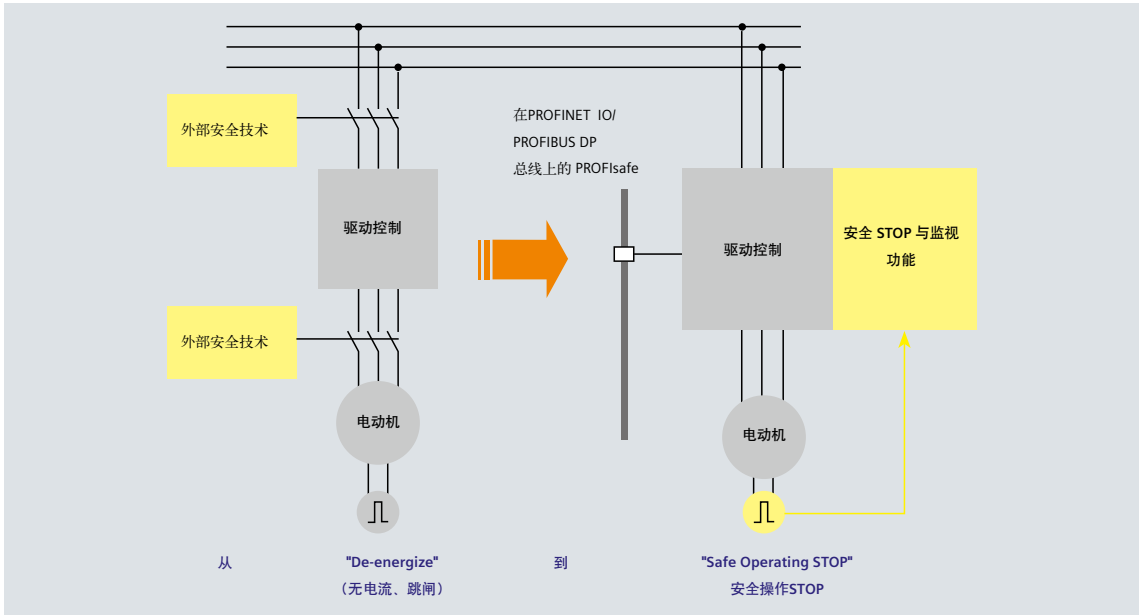 外部安全技术
驱动控制
外部安全技术
电动机
在PROFINET IO/
PROFIBUS DP
总线上的 PROFIsafe
驱动控制
安全 STOP 与监视
功能
电动机
从
"De-energize"
（无电流、跳闸）
到
"Safe Operating STOP"
安全操作STOP